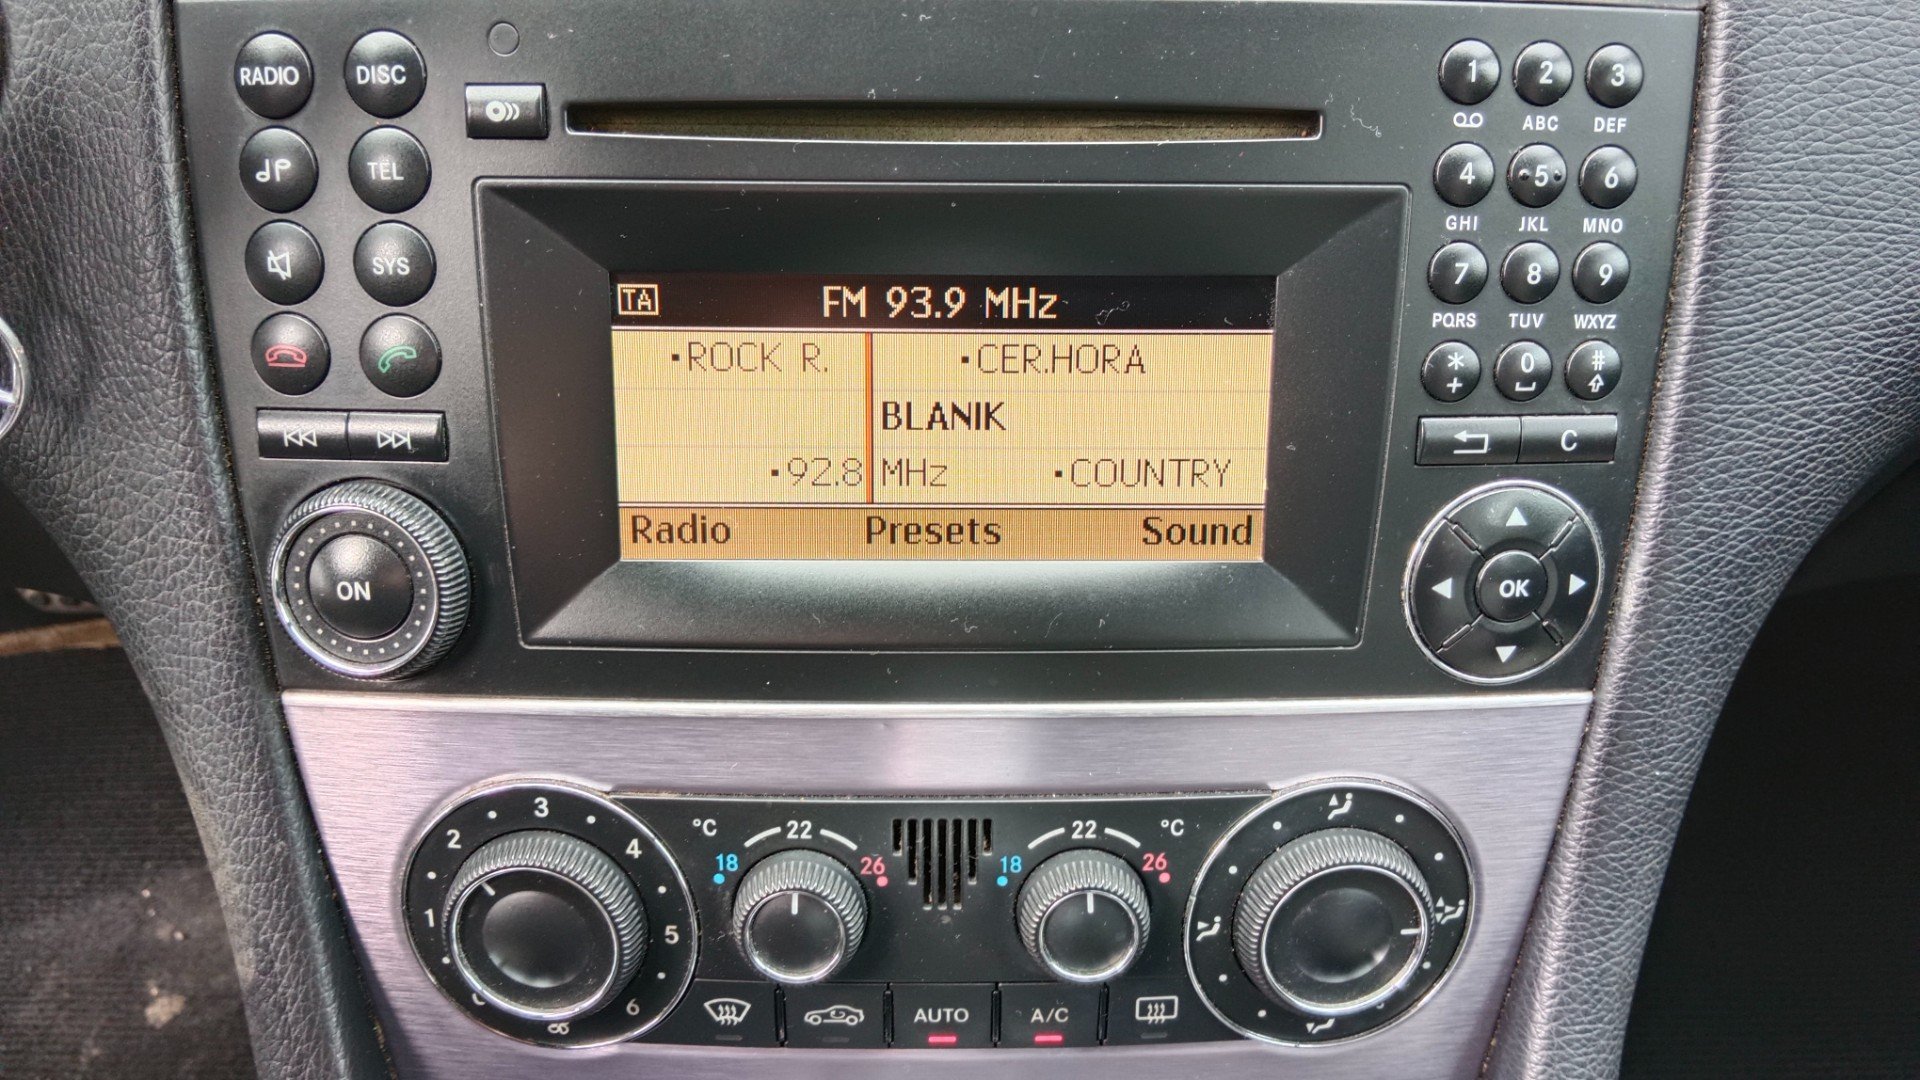 RADIO DISC
TEL
SYS
ON
TA FM 93.9 MHz
·ROCK R. ·CER.HORA
BLANIK
·92.8 MHz ·COUNTRY
Radio Presets Sound
1 2 3
ABC DEF
4 5 6
GHI JKL MNO
7 8 9
PQRS TUV WXYZ
* 0 #
+
C
OK
1 2 3 4 5 6
°C 22 22 °C
18 26 18 26
AUTO A/C